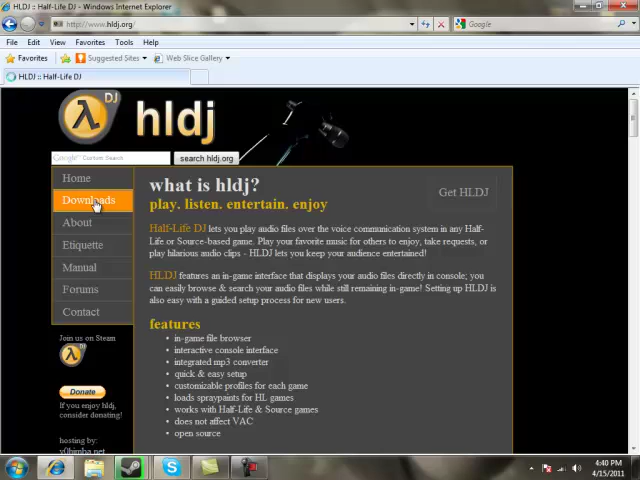 HLDJ :: Half-Life DJ - Windows Internet Explorer
http://www.hldj.org/
Google
File Edit View Favorites Tools Help
Favorites Suggested Sites Web Slice Gallery
HLDJ :: Half-Life DJ
DJ
hldj
Google Custom Search search hldj.org
Home
Downloads
About
Etiquette
Manual
Forums
Contact
Join us on Steam
Donate
If you enjoy hldj,
consider donating!
hosting by:
what is hldj?
Get HLDJ
play. listen. entertain. enjoy
Half-Life DJ lets you play audio files over the voice communication system in any Half-
Life or Source-based game. Play your favorite music for others to enjoy, take requests, or
play hilarious audio clips - HLDJ lets you keep your audience entertained!
HLDJ features an in-game interface that displays your audio files directly in console; you
can easily browse & search your audio files while still remaining in-game! Setting up HLDJ is
also easy with a guided setup process for new users.
features
• in-game file browser
• interactive console interface
• integrated mp3 converter
• quick & easy setup
• customizable profiles for each game
• loads spraypaints for HL games
• works with Half-Life & Source games
• does not affect VAC
• open source
4:40 PM
4/15/2011